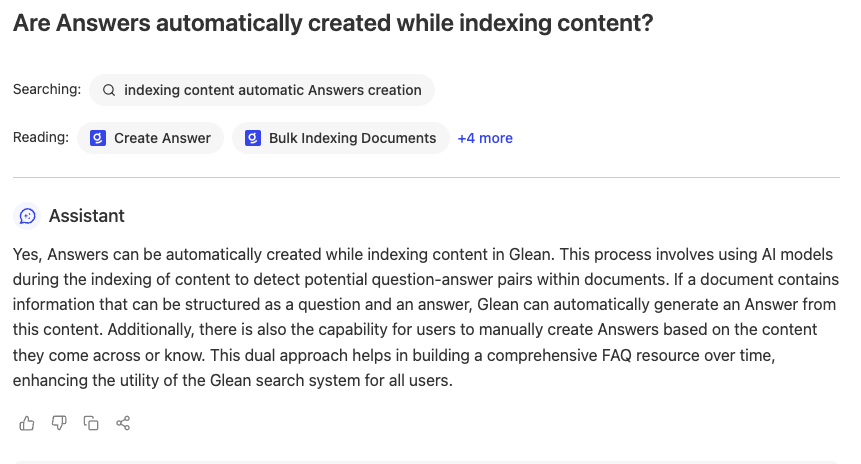 Are Answers automatically created while indexing content?
Searching: indexing content automatic Answers creation
Reading: Create Answer Bulk Indexing Documents +4 more
Assistant
Yes, Answers can be automatically created while indexing content in Glean. This process involves using AI models
during the indexing of content to detect potential question-answer pairs within documents. If a document contains
information that can be structured as a question and an answer, Glean can automatically generate an Answer from
this content. Additionally, there is also the capability for users to manually create Answers based on the content
they come across or know. This dual approach helps in building a comprehensive FAQ resource over time,
enhancing the utility of the Glean search system for all users.